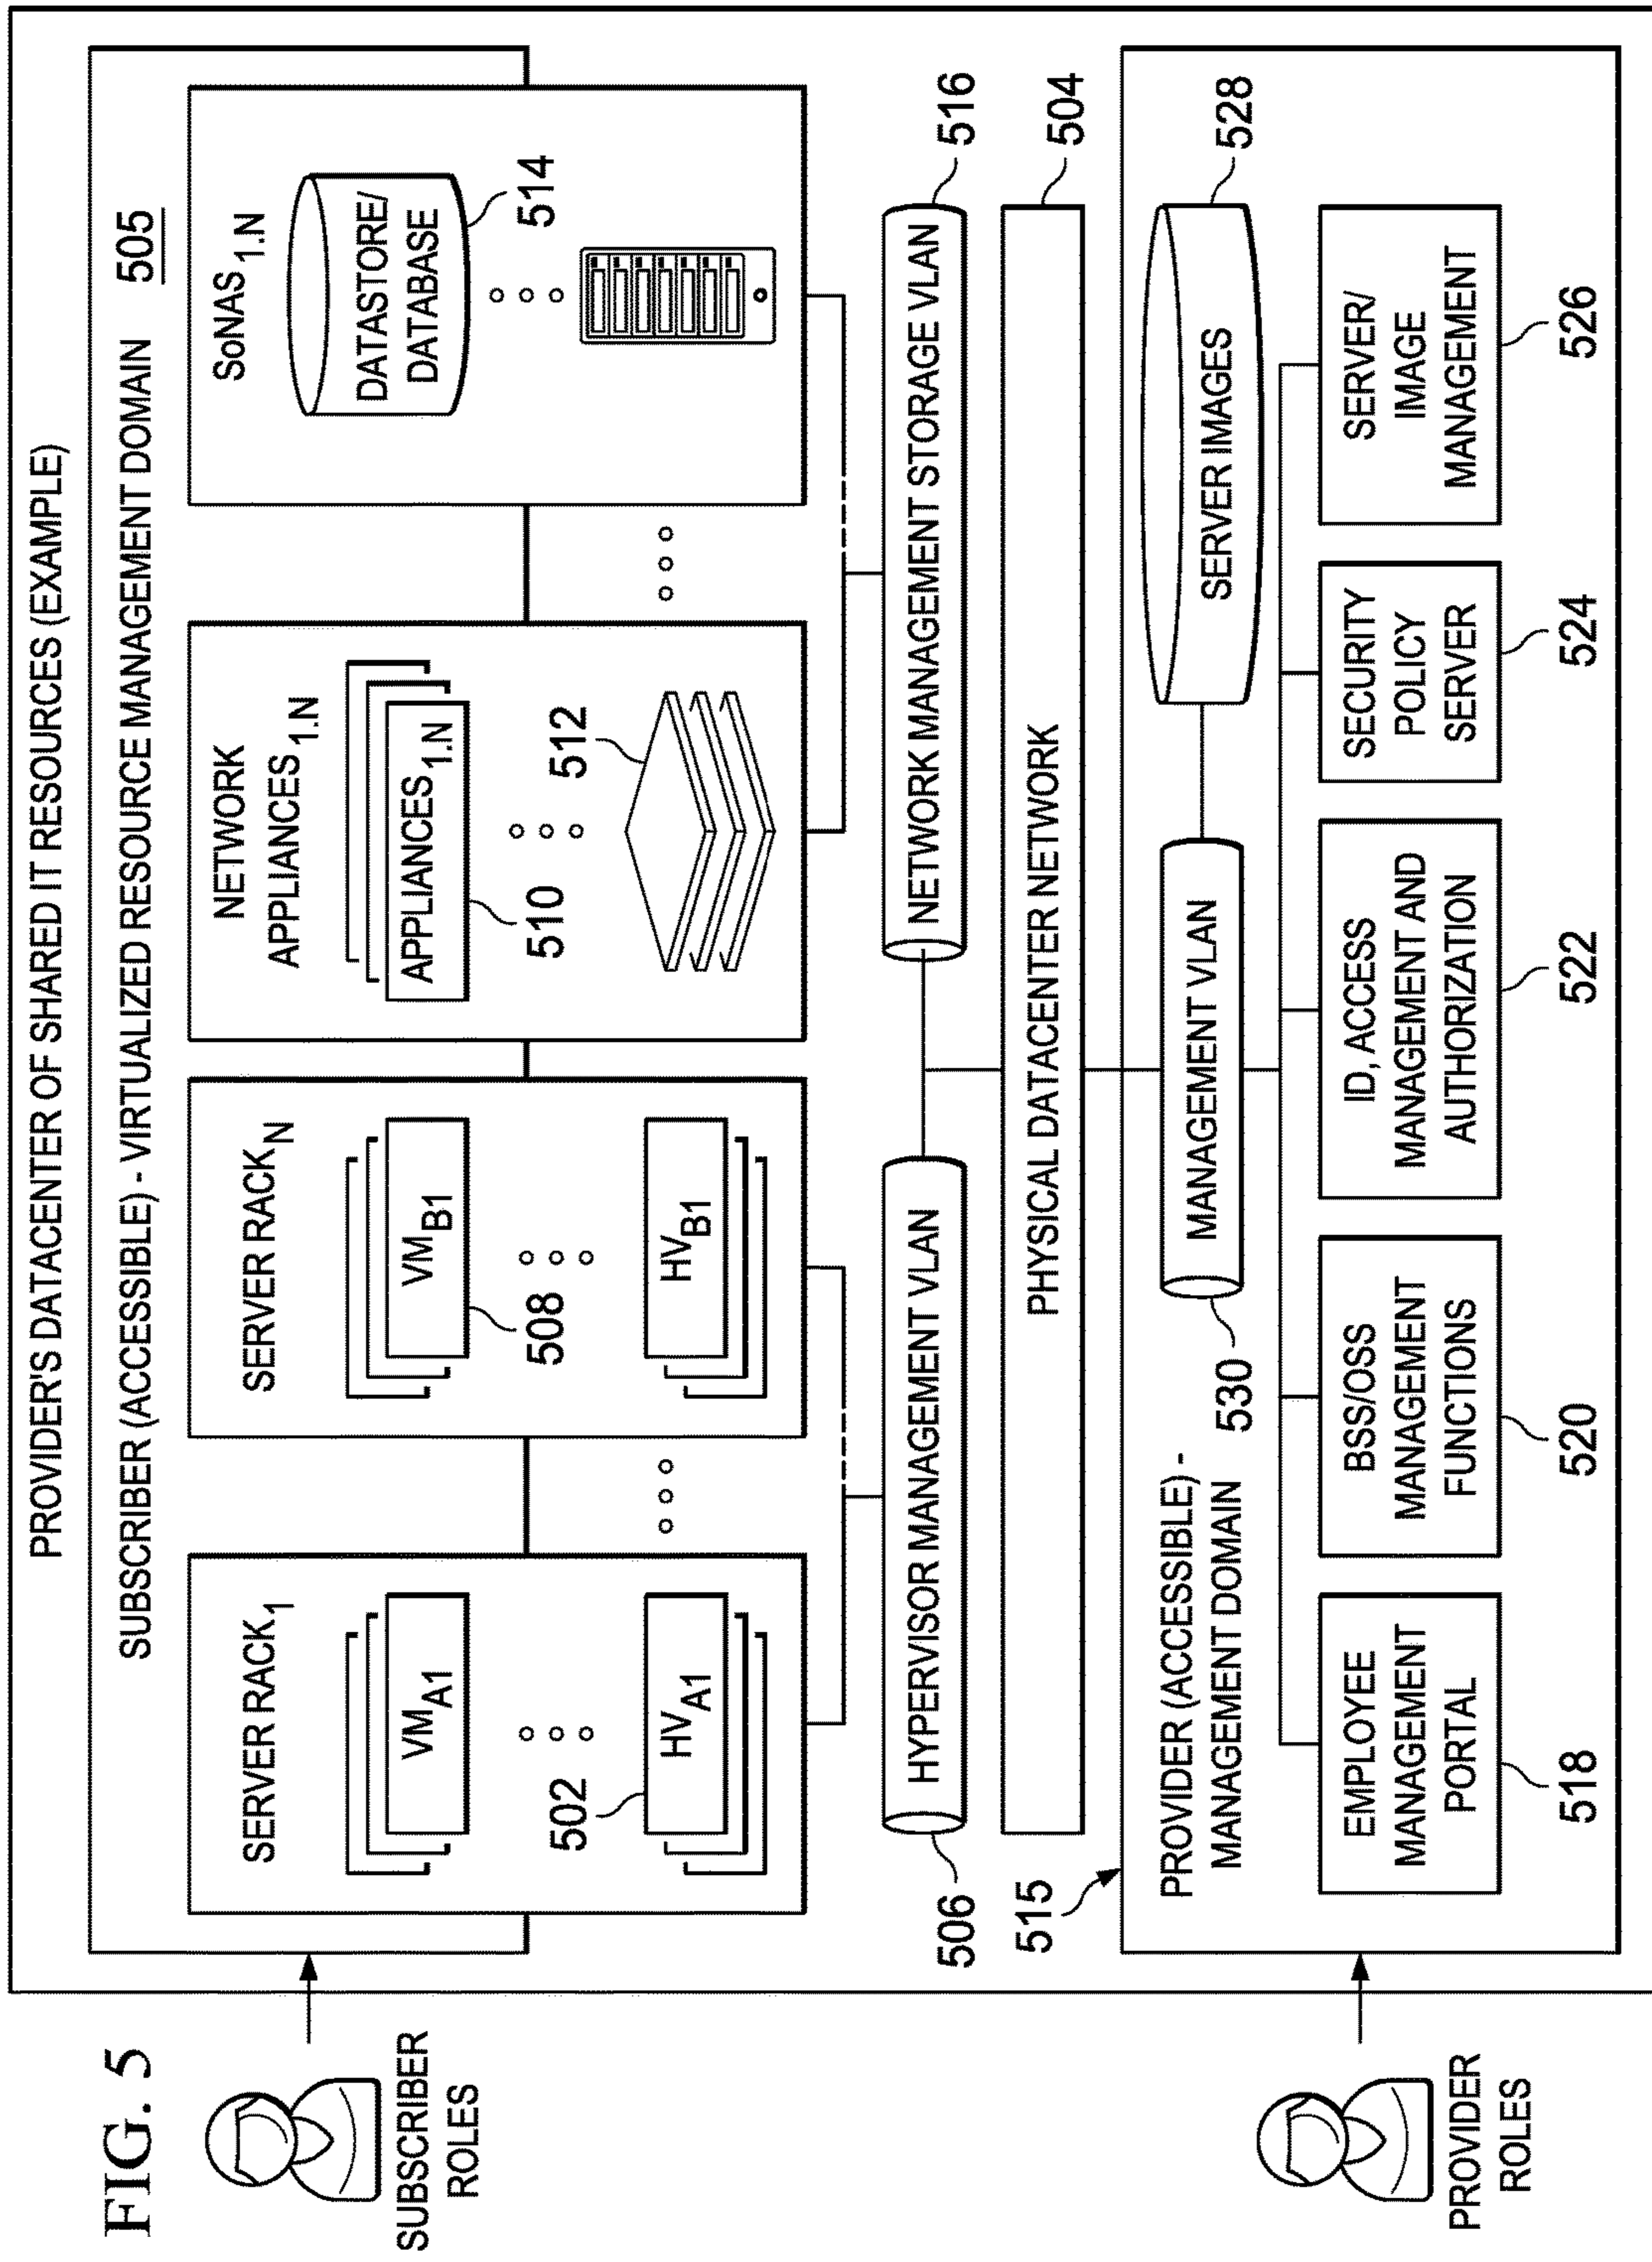 FIG. 5
PROVIDER'S DATACENTER OF SHARED IT RESOURCES (EXAMPLE)
SUBSCRIBER (ACCESSIBLE) - VIRTUALIZED RESOURCE MANAGEMENT DOMAIN 505
SUBSCRIBER
ROLES
SERVER RACK1
VMA1
502
HVA1
SERVER RACKN
VMB1
508
HVB1
NETWORK
APPLIANCES1.N
APPLIANCES1.N
510
512
SoNAS1.N
DATASTORE/
DATABASE
514
506
HYPERVISOR MANAGEMENT VLAN
NETWORK MANAGEMENT STORAGE VLAN
516
PHYSICAL DATACENTER NETWORK
504
515
PROVIDER (ACCESSIBLE) -
MANAGEMENT DOMAIN
530
MANAGEMENT VLAN
SERVER IMAGES
528
PROVIDER
ROLES
EMPLOYEE
MANAGEMENT
PORTAL
518
BSS/OSS
MANAGEMENT
FUNCTIONS
520
ID, ACCESS
MANAGEMENT AND
AUTHORIZATION
522
SECURITY
POLICY
SERVER
524
SERVER/
IMAGE
MANAGEMENT
526